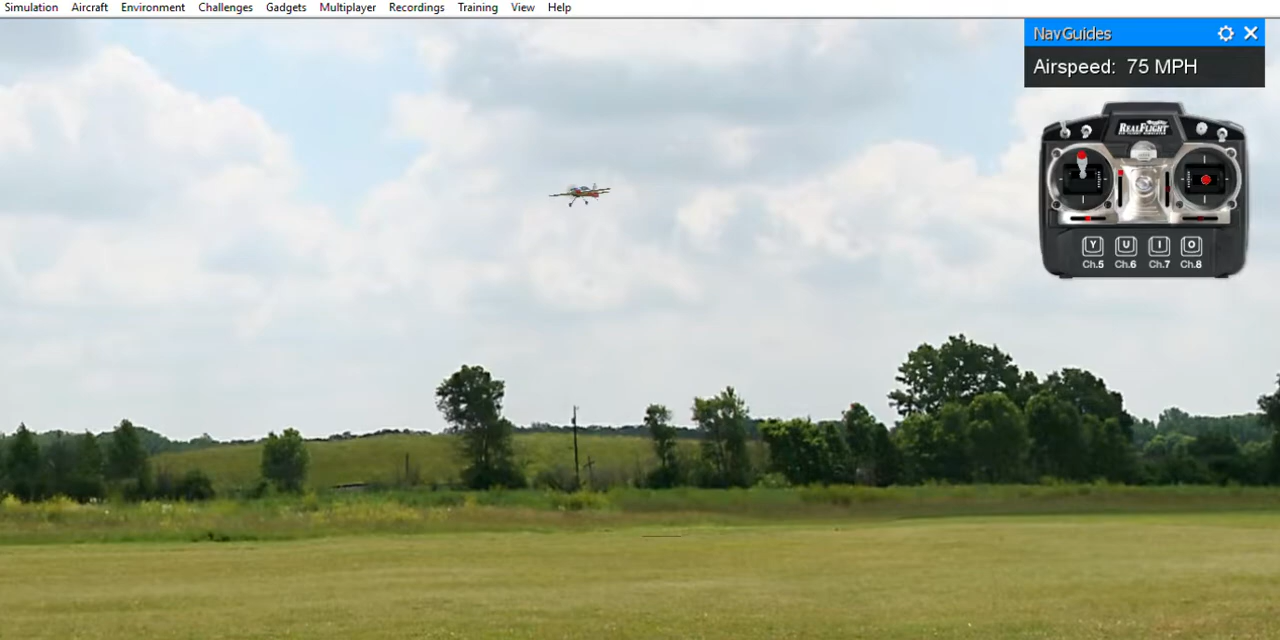 Simulation Aircraft Environment Challenges Gadgets Multiplayer Recordings Training View Help
NavGuides
Airspeed: 75 MPH
REALFLIGHT
Y U I O
Ch.5 Ch.6 Ch.7 Ch.8